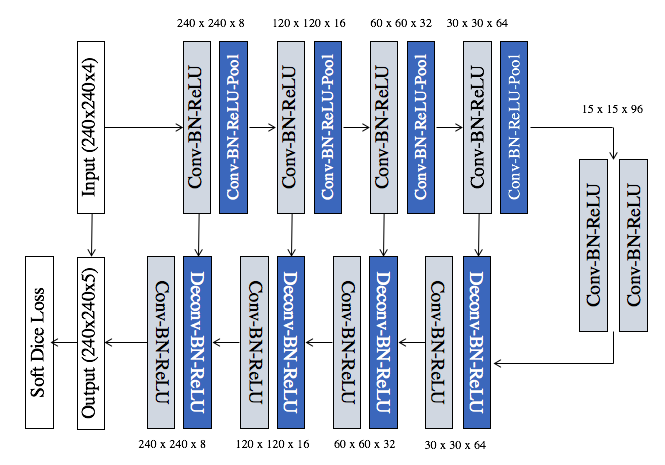 240 x 240 x 8
120 x 120 x 16
60 x 60 x 32
30 x 30 x 64
Input (240x240x4)
Conv-BN-ReLU
Conv-BN-ReLU-Pool
Conv-BN-ReLU
Conv-BN-ReLU-Pool
Conv-BN-ReLU
Conv-BN-ReLU-Pool
Conv-BN-ReLU
Conv-BN-ReLU-Pool
15 x 15 x 96
Conv-BN-ReLU
Conv-BN-ReLU
Soft Dice Loss
Output (240x240x5)
Conv-BN-ReLU
Deconv-BN-ReLU
Conv-BN-ReLU
Deconv-BN-ReLU
Conv-BN-ReLU
Deconv-BN-ReLU
Conv-BN-ReLU
Deconv-BN-ReLU
240 x 240 x 8
120 x 120 x 16
60 x 60 x 32
30 x 30 x 64